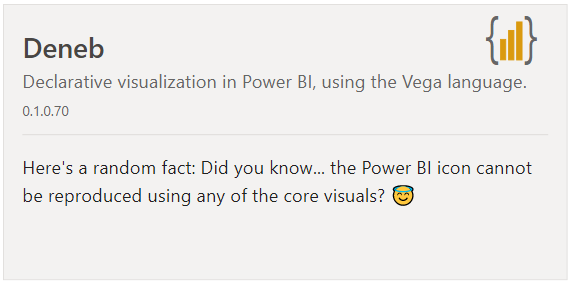 Deneb
Declarative visualization in Power BI, using the Vega language.
0.1.0.70
Here's a random fact: Did you know... the Power BI icon cannot
be reproduced using any of the core visuals? 😇